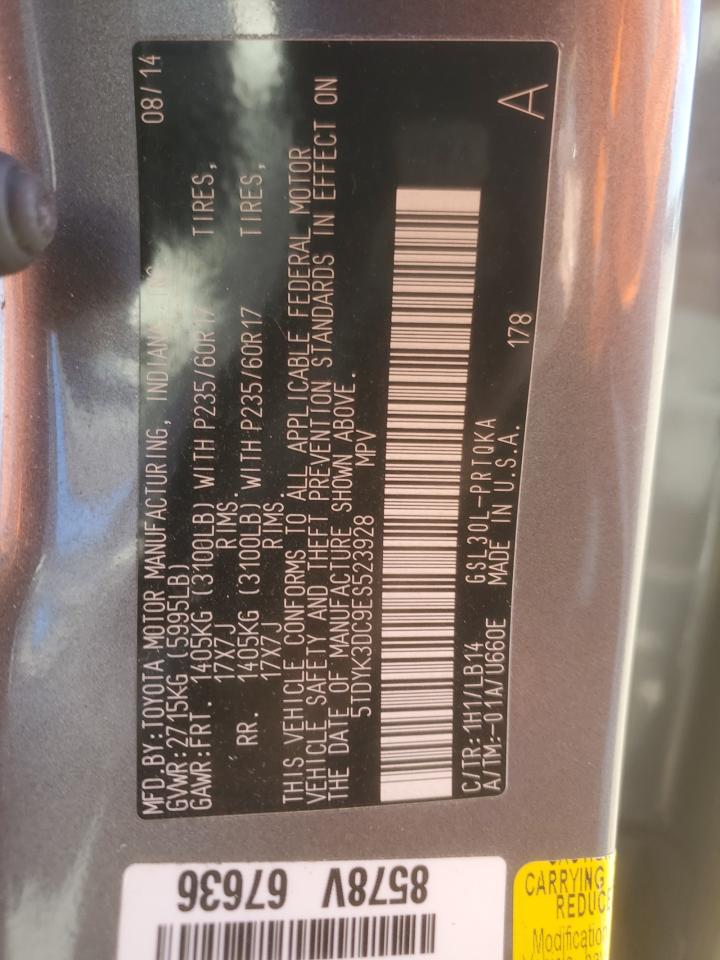 MFD.BY:TOYOTA MOTOR MANUFACTURING, INDIANA, INC. 08/14
GVWR:2715KG (5995LB)
GAWR:FRT. 1405KG (3100LB) WITH P235/60R17 TIRES,
17X7J RIMS.
RR. 1405KG (3100LB) WITH P235/60R17 TIRES,
17X7J RIMS.
THIS VEHICLE CONFORMS TO ALL APPLICABLE FEDERAL MOTOR
VEHICLE SAFETY AND THEFT PREVENTION STANDARDS IN EFFECT ON
THE DATE OF MANUFACTURE SHOWN ABOVE.
5TDYK3DC9ES523928 MPV
C/TR:1H1/LB14 GSL30L-PRTQKA 178 A
A/TM:-01A/U660E MADE IN U.S.A.
8578V 67636
CARRYING
REDUCE
Modification